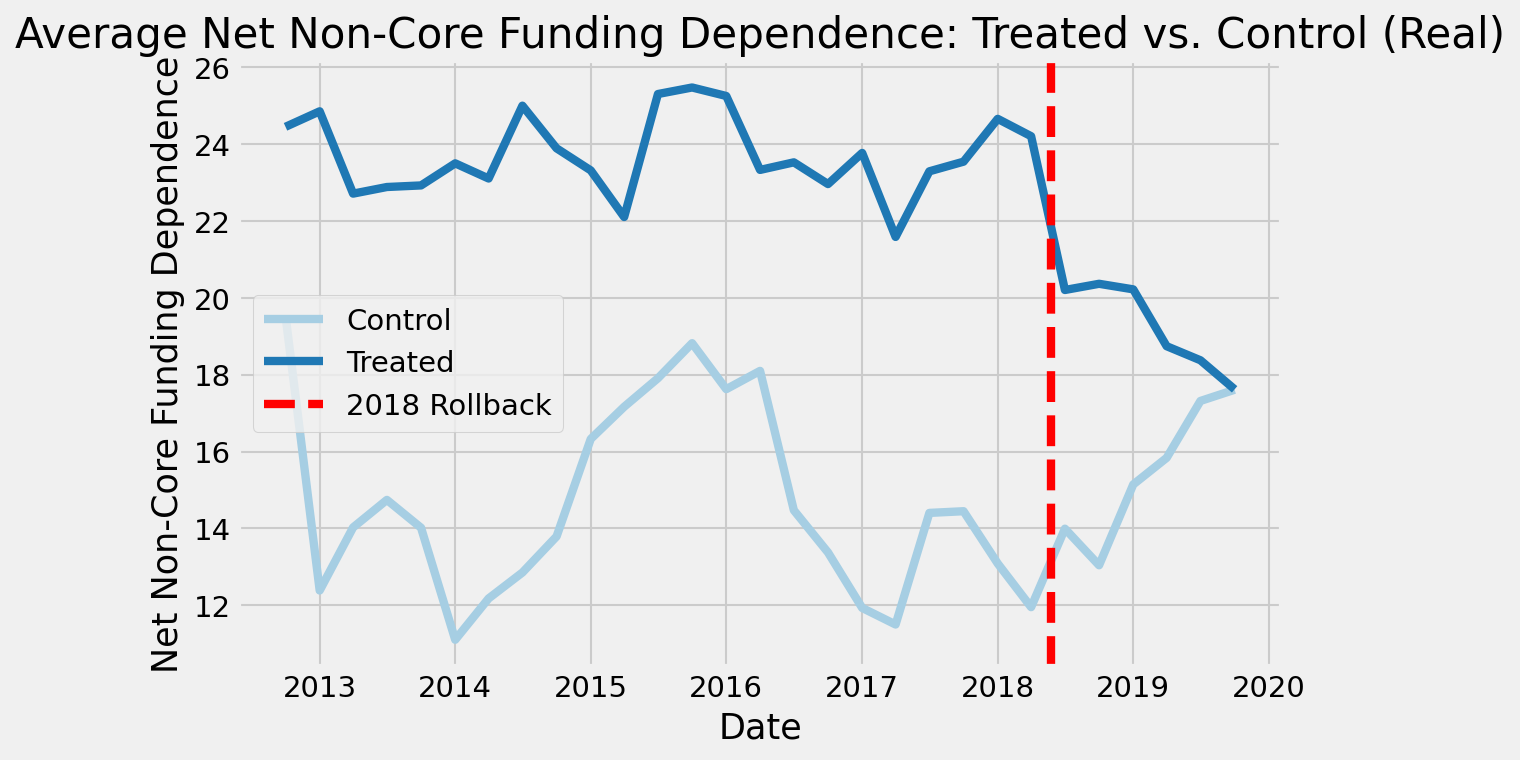 Average Net Non-Core Funding Dependence: Treated vs. Control (Real)
Net Non-Core Funding Dependence
26
24
22
20
18
16
14
12
Control
Treated
2018 Rollback
2013 2014 2015 2016 2017 2018 2019 2020
Date